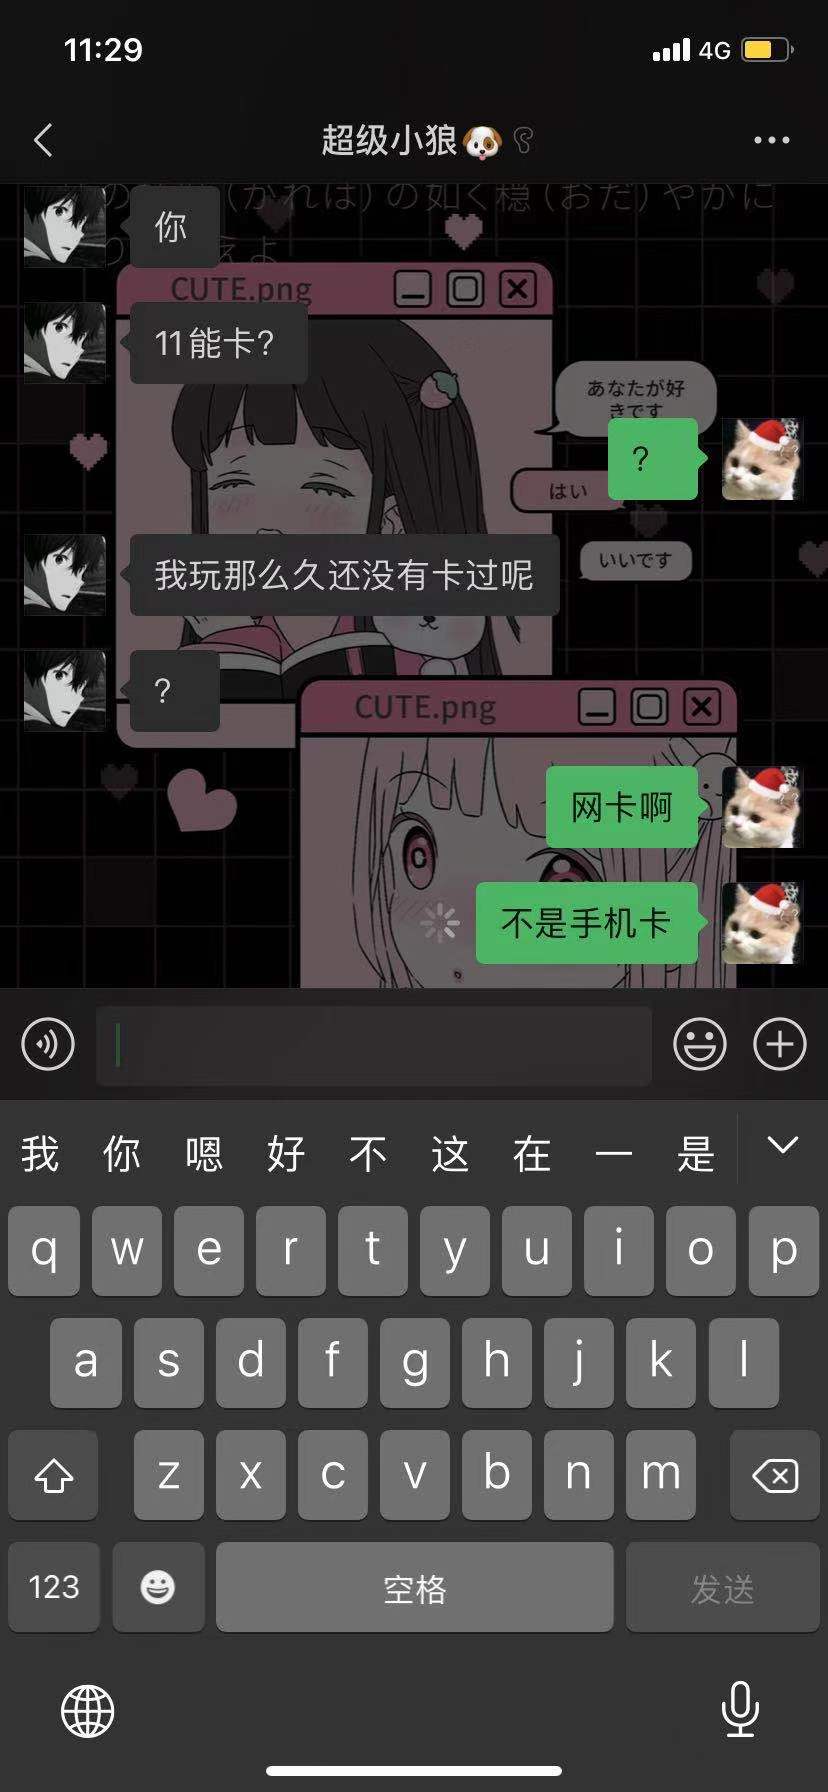 11:29
4G
超级小狼🐶
(かれは)の如く穏(おだ)やかに
えよ
你
CUTE.png
11能卡?
あなたが好
きです
?
はい
いいです
我玩那么久还没有卡过呢
?
CUTE.png
网卡啊
不是手机卡
我 你 嗯 好 不 这 在 一 是
q w e r t y u i o p
a s d f g h j k l
z x c v b n m
123 空格 发送